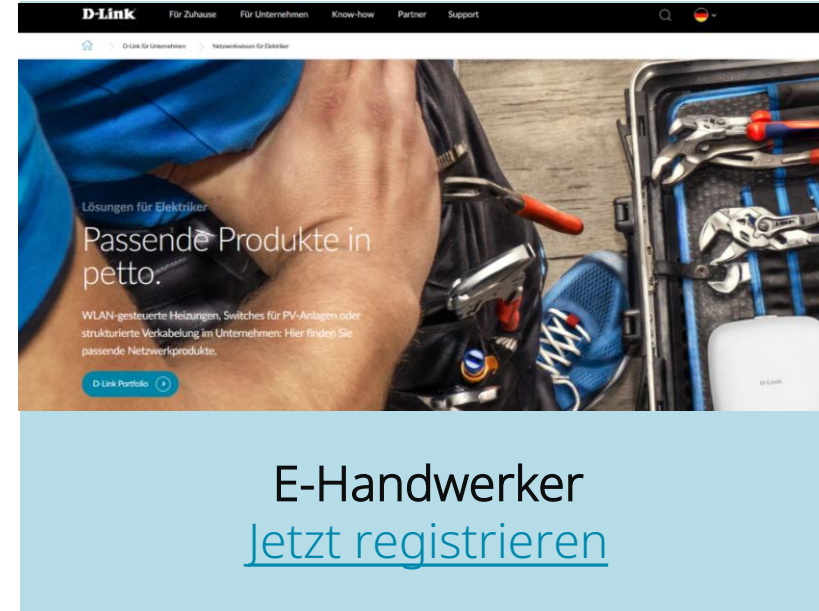 D-Link Für Zuhause Für Unternehmen Know-how Partner Support
D-Link für Unternehmen Netzwerkwissen für Elektriker
Lösungen für Elektriker
Passende Produkte in
petto.
WLAN-gesteuerte Heizungen, Switches für PV-Anlagen oder
strukturierte Verkabelung im Unternehmen: Hier finden Sie
passende Netzwerkprodukte.
D-Link Portfolio
D-Link
E-Handwerker
Jetzt registrieren